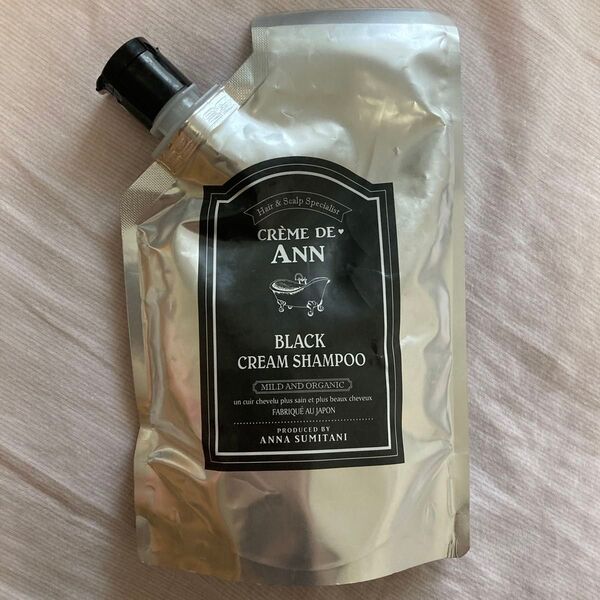 Hair & Scalp Specialist
CRÈME DE♥
ANN
BLACK
CREAM SHAMPOO
MILD AND ORGANIC
un cuir chevelu plus sain et plus beaux cheveux
FABRIQUÉ AU JAPON
PRODUCED BY
ANNA SUMITANI